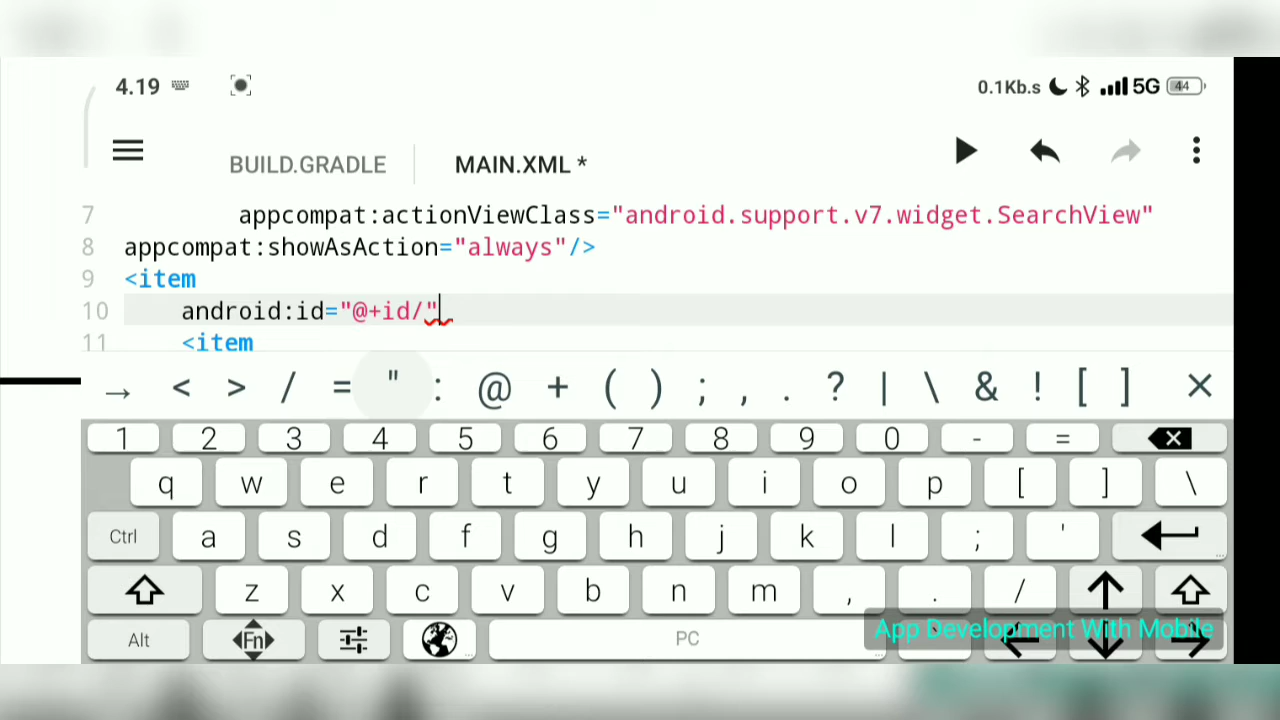 4.19 0.1Kb.s 5G 44
BUILD.GRADLE MAIN.XML *
7 appcompat:actionViewClass="android.support.v7.widget.SearchView"
8 appcompat:showAsAction="always"/>
9 <item
10 android:id="@+id/"
11 <item
→ < > / = " : @ + ( ) ; , . ? | \ & ! [ ] ×
1 2 3 4 5 6 7 8 9 0 - =
q w e r t y u i o p [ ] \
Ctrl a s d f g h j k l ; '
z x c v b n m , . /
Alt Fn PC
App Development With Mobile